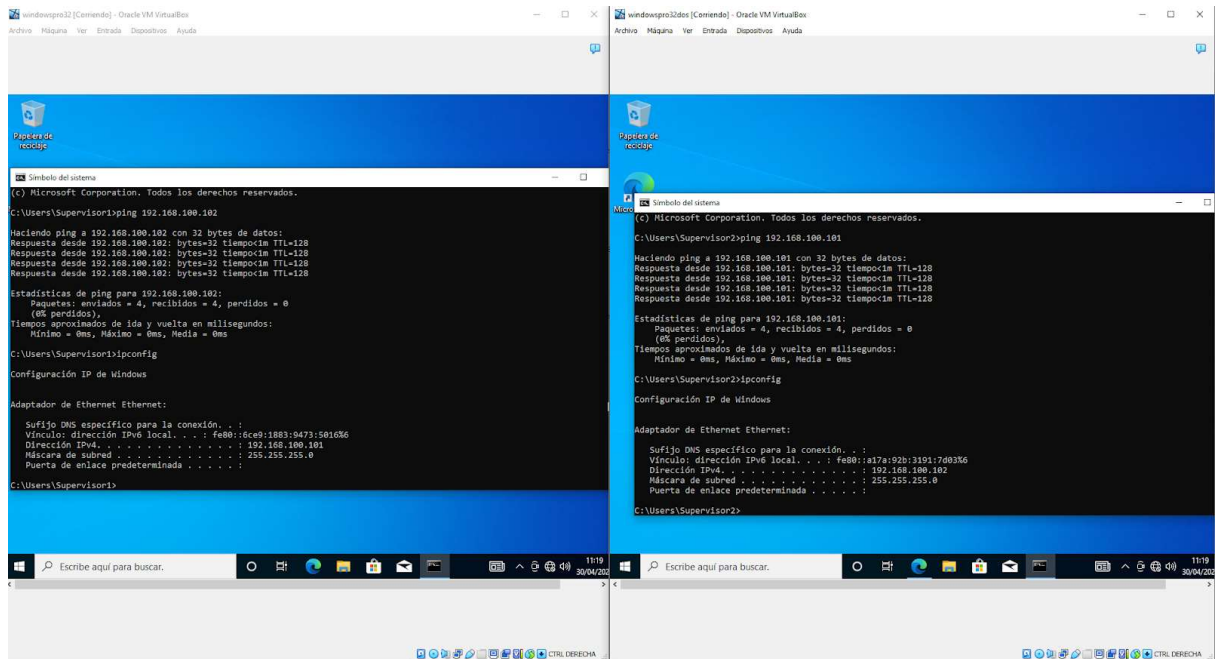 windowspro32 [Corriendo] - Oracle VM VirtualBox
Archivo Máquina Ver Entrada Dispositivos Ayuda
Papelera de
reciclaje
Símbolo del sistema
(c) Microsoft Corporation. Todos los derechos reservados.
C:\Users\Supervisor1>ping 192.168.100.102
Haciendo ping a 192.168.100.102 con 32 bytes de datos:
Respuesta desde 192.168.100.102: bytes=32 tiempo<1m TTL=128
Respuesta desde 192.168.100.102: bytes=32 tiempo<1m TTL=128
Respuesta desde 192.168.100.102: bytes=32 tiempo<1m TTL=128
Respuesta desde 192.168.100.102: bytes=32 tiempo<1m TTL=128
Estadísticas de ping para 192.168.100.102:
Paquetes: enviados = 4, recibidos = 4, perdidos = 0
(0% perdidos),
Tiempos aproximados de ida y vuelta en milisegundos:
Mínimo = 0ms, Máximo = 0ms, Media = 0ms
C:\Users\Supervisor1>ipconfig
Configuración IP de Windows
Adaptador de Ethernet Ethernet:
Sufijo DNS específico para la conexión. . :
Vínculo: dirección IPv6 local. . . : fe80::6ce9:1883:9473:5016%6
Dirección IPv4. . . . . . . . . . . . . . : 192.168.100.101
Máscara de subred . . . . . . . . . . . . : 255.255.255.0
Puerta de enlace predeterminada . . . . . :
C:\Users\Supervisor1>
Escribe aquí para buscar.
11:19
30/04/202
CTRL DERECHA
windowspro32dos [Corriendo] - Oracle VM VirtualBox
Archivo Máquina Ver Entrada Dispositivos Ayuda
Papelera de
reciclaje
Micro
Símbolo del sistema
(c) Microsoft Corporation. Todos los derechos reservados.
C:\Users\Supervisor2>ping 192.168.100.101
Haciendo ping a 192.168.100.101 con 32 bytes de datos:
Respuesta desde 192.168.100.101: bytes=32 tiempo<1m TTL=128
Respuesta desde 192.168.100.101: bytes=32 tiempo<1m TTL=128
Respuesta desde 192.168.100.101: bytes=32 tiempo<1m TTL=128
Respuesta desde 192.168.100.101: bytes=32 tiempo<1m TTL=128
Estadísticas de ping para 192.168.100.101:
Paquetes: enviados = 4, recibidos = 4, perdidos = 0
(0% perdidos),
Tiempos aproximados de ida y vuelta en milisegundos:
Mínimo = 0ms, Máximo = 0ms, Media = 0ms
C:\Users\Supervisor2>ipconfig
Configuración IP de Windows
Adaptador de Ethernet Ethernet:
Sufijo DNS específico para la conexión. . :
Vínculo: dirección IPv6 local. . . : fe80::a17a:92b:3191:7d03%6
Dirección IPv4. . . . . . . . . . . . . . : 192.168.100.102
Máscara de subred . . . . . . . . . . . . : 255.255.255.0
Puerta de enlace predeterminada . . . . . :
C:\Users\Supervisor2>
Escribe aquí para buscar.
11:19
30/04/202
CTRL DERECHA